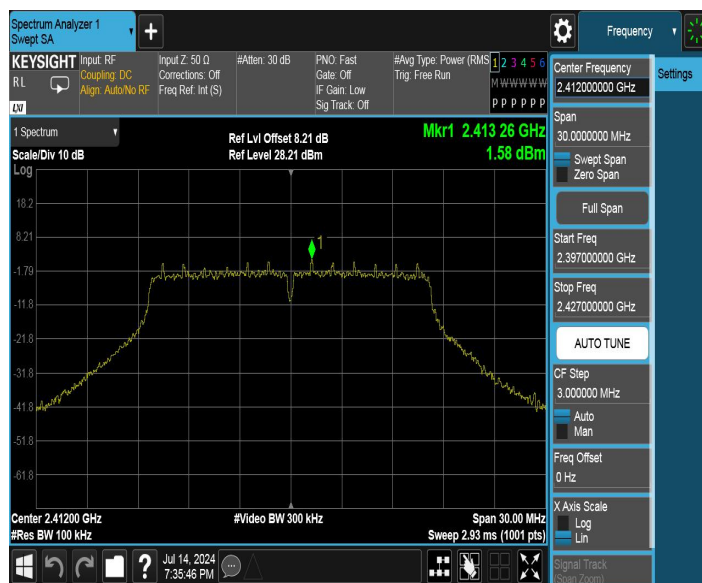 Spectrum Analyzer 1
Swept SA
+
Frequency
KEYSIGHT
RL
LXI
Input: RF
Coupling: DC
Align: Auto/No RF
Input Z: 50 Ω
Corrections: Off
Freq Ref: Int (S)
#Atten: 30 dB
PNO: Fast
Gate: Off
IF Gain: Low
Sig Track: Off
#Avg Type: Power (RMS
Trig: Free Run
1 2 3 4 5 6
M W W W W W
P P P P P P
1 Spectrum
Scale/Div 10 dB
Log
Ref Lvl Offset 8.21 dB
Ref Level 28.21 dBm
Mkr1 2.413 26 GHz
1.58 dBm
18.2
8.21
-1.79
-11.8
-21.8
-31.8
-41.8
-51.8
-61.8
1
Center 2.41200 GHz
#Res BW 100 kHz
#Video BW 300 kHz
Span 30.00 MHz
Sweep 2.93 ms (1001 pts)
?
Jul 14, 2024
7:35:46 PM
Center Frequency
2.412000000 GHz
Settings
Span
30.0000000 MHz
Swept Span
Zero Span
Full Span
Start Freq
2.397000000 GHz
Stop Freq
2.427000000 GHz
AUTO TUNE
CF Step
3.000000 MHz
Auto
Man
Freq Offset
0 Hz
X Axis Scale
Log
Lin
Signal Track
(Span Zoom)